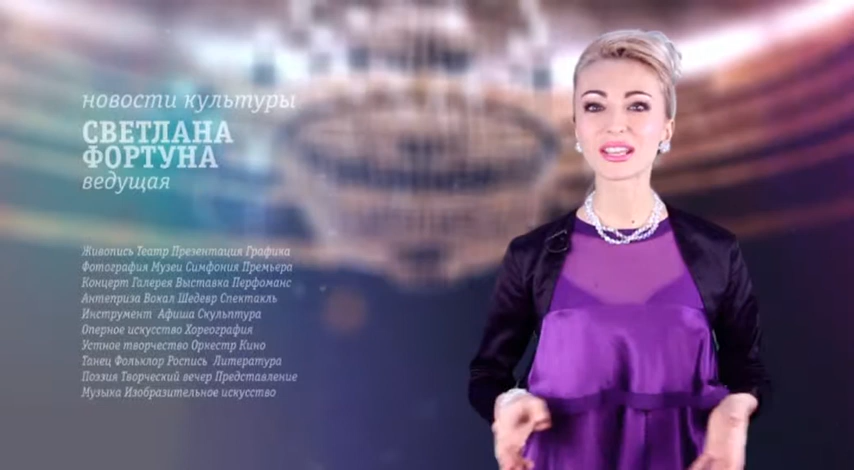 новости культуры
СВЕТЛАНА
ФОРТУНА
ведущая
Живопись Театр Презентация Графика
Фотография Музеи Симфония Премьера
Концерт Галерея Выставка Перфоманс
Антеприза Вокал Шедевр Спектакль
Инструмент Афиша Скульптура
Оперное искусство Хореография
Устное творчество Оркестр Кино
Танец Фольклор Роспись Литература
Поэзия Творческий вечер Представление
Музыка Изобразительное искусство